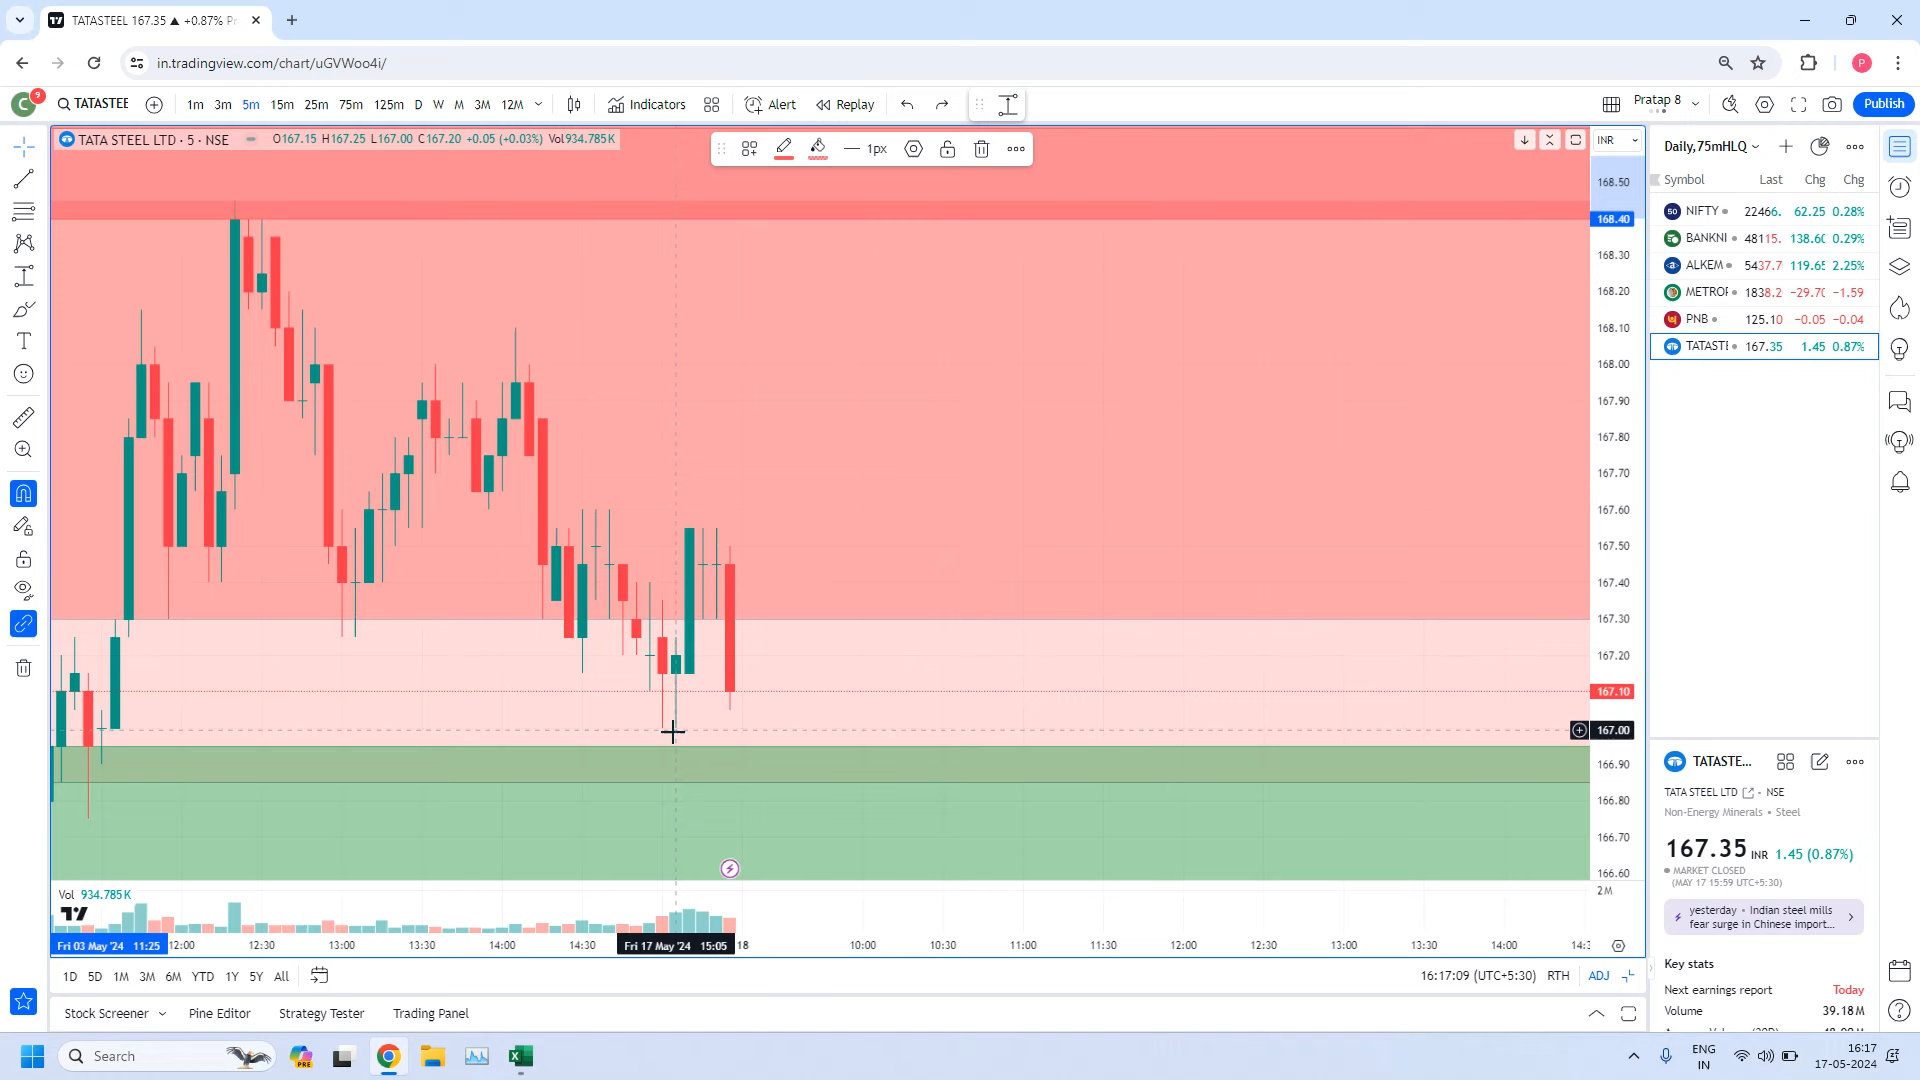 TATASTEEL 167.35 ▲ +0.87%
in.tradingview.com/chart/uGVWoo4i/
C 9 TATASTEE 1m 3m 5m 15m 25m 75m 125m D W M 3M 12M Indicators Alert Replay Pratap 8 Publish
TATA STEEL LTD · 5 · NSE O167.15 H167.25 L167.00 C167.20 +0.05 (+0.03%) Vol934.785K
1px
INR
168.50
168.40
168.30
168.20
168.10
168.00
167.90
167.80
167.70
167.60
167.50
167.40
167.30
167.20
167.10
167.00
166.90
166.80
166.70
166.60
2M
Vol 934.785K
Fri 03 May '24 11:25 12:00 12:30 13:00 13:30 14:00 14:30 Fri 17 May '24 15:05 18 10:00 10:30 11:00 11:30 12:00 12:30 13:00 13:30 14:00
1D 5D 1M 3M 6M YTD 1Y 5Y All 16:17:09 (UTC+5:30) RTH ADJ
Stock Screener Pine Editor Strategy Tester Trading Panel
Daily,75mHLQ
Symbol Last Chg Chg
NIFTY 22466. 62.25 0.28%
BANKNI 48115. 138.60 0.29%
ALKEM 5437.7 119.65 2.25%
METROP 1838.2 −29.70 −1.59
PNB 125.10 −0.05 −0.04
TATASTE 167.35 1.45 0.87%
TATASTE...
TATA STEEL LTD · NSE
Non-Energy Minerals • Steel
167.35 INR 1.45 (0.87%)
MARKET CLOSED
(MAY 17 15:59 UTC+5:30)
yesterday • Indian steel mills
fear surge in Chinese import...
Key stats
Next earnings report Today
Volume 39.18M
Search
PRE
ENG
IN
16:17
17-05-2024